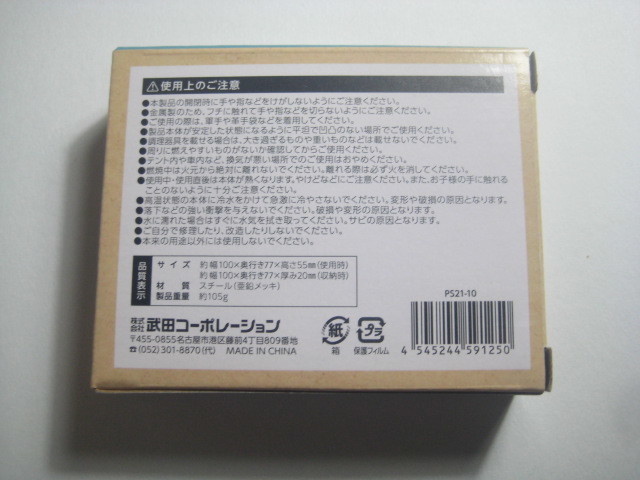 ⚠使用上のご注意
●本製品の開閉時に手や指などをけがしないようにご注意ください。
●金属製のため、フチに触れて手や指などを切らないようにご注意ください。
●ご使用の際は、軍手や革手袋などを着用してください。
●製品本体が安定した状態になるように平坦で凹凸のない場所でご使用ください。
●調理器具を載せる場合は、大き過ぎるものや重いものなどは載せないでください。
●周りに燃えやすいものがないか確認してからご使用ください。
●テント内や車内など、換気が悪い場所でのご使用はおやめください。
●燃焼中は火元から絶対に離れないでください。離れる際は必ず火を消してください。
●使用中・使用直後は本体が熱くなります。やけどなどにご注意ください。また、お子様の手に触れる
ことのないように十分ご注意ください。
●高温状態の本体に冷水をかけて急激に冷やさないでください。変形や破損の原因となります。
●落下などの強い衝撃を与えないでください。破損や変形の原因となります。
●水に濡れた場合はすぐに水気を拭き取ってください。サビの原因となります。
●ご自分で修理したり、改造したりしないでください。
●本来の用途以外には使用しないでください。
品質表示
サイズ 約幅100×奥行き77×高さ55㎜(使用時)
約幅100×奥行き77×厚み20㎜(収納時)
材質 スチール(亜鉛メッキ)
製品重量 約105g
PS21-10
株式会社 武田コーポレーション
〒455-0855名古屋市港区藤前4丁目809番地
☎(052)301-8870(代) MADE IN CHINA
紙 プラ
箱 保護フィルム
4 545244 591250